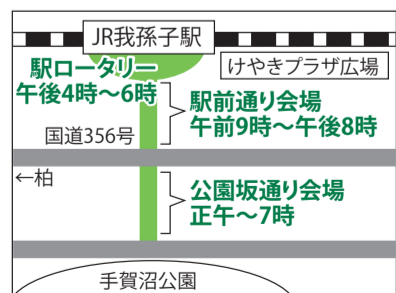 JR我孫子駅
駅ロータリー
午後4時～6時
けやきプラザ広場
駅前通り会場
午前9時～午後8時
国道356号
←柏
公園坂通り会場
正午～7時
手賀沼公園